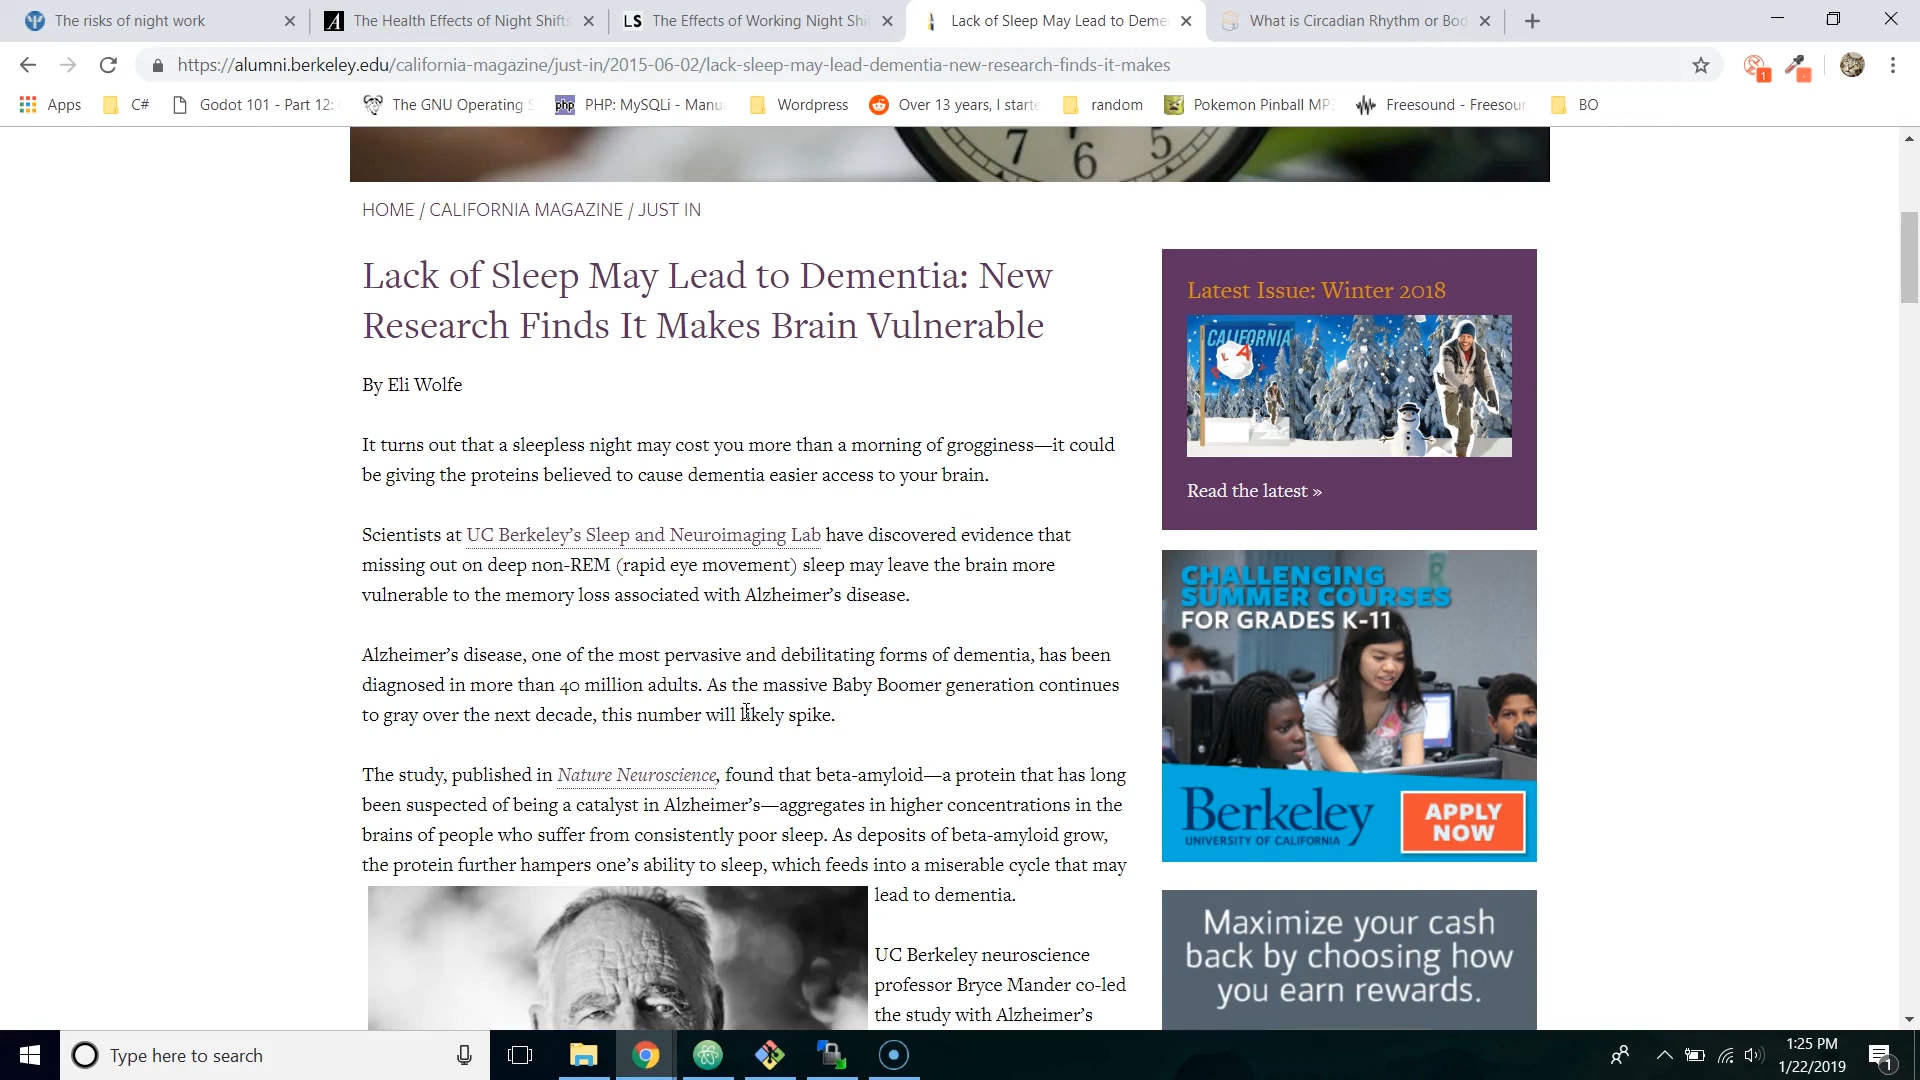 The risks of night work
The Health Effects of Night Shifts
LS The Effects of Working Night Shi
Lack of Sleep May Lead to Deme
What is Circadian Rhythm or Bod
https://alumni.berkeley.edu/california-magazine/just-in/2015-06-02/lack-sleep-may-lead-dementia-new-research-finds-it-makes
1
Apps
C#
Godot 101 - Part 12:
The GNU Operating S
php PHP: MySQLi - Manu
Wordpress
Over 13 years, I starte
random
Pokemon Pinball MP
Freesound - Freesour
BO
7 6 5
HOME / CALIFORNIA MAGAZINE / JUST IN
Lack of Sleep May Lead to Dementia: New
Research Finds It Makes Brain Vulnerable
By Eli Wolfe
It turns out that a sleepless night may cost you more than a morning of grogginess—it could
be giving the proteins believed to cause dementia easier access to your brain.
Scientists at UC Berkeley’s Sleep and Neuroimaging Lab have discovered evidence that
missing out on deep non-REM (rapid eye movement) sleep may leave the brain more
vulnerable to the memory loss associated with Alzheimer’s disease.
Alzheimer’s disease, one of the most pervasive and debilitating forms of dementia, has been
diagnosed in more than 40 million adults. As the massive Baby Boomer generation continues
to gray over the next decade, this number will likely spike.
The study, published in Nature Neuroscience, found that beta-amyloid—a protein that has long
been suspected of being a catalyst in Alzheimer’s—aggregates in higher concentrations in the
brains of people who suffer from consistently poor sleep. As deposits of beta-amyloid grow,
the protein further hampers one’s ability to sleep, which feeds into a miserable cycle that may
lead to dementia.
UC Berkeley neuroscience
professor Bryce Mander co-led
the study with Alzheimer’s
Latest Issue: Winter 2018
CALIFORNIA
L A
Read the latest »
CHALLENGING
SUMMER COURSES
FOR GRADES K-11
Berkeley
UNIVERSITY OF CALIFORNIA
APPLY
NOW
Maximize your cash
back by choosing how
you earn rewards.
Type here to search
1:25 PM
1/22/2019
1